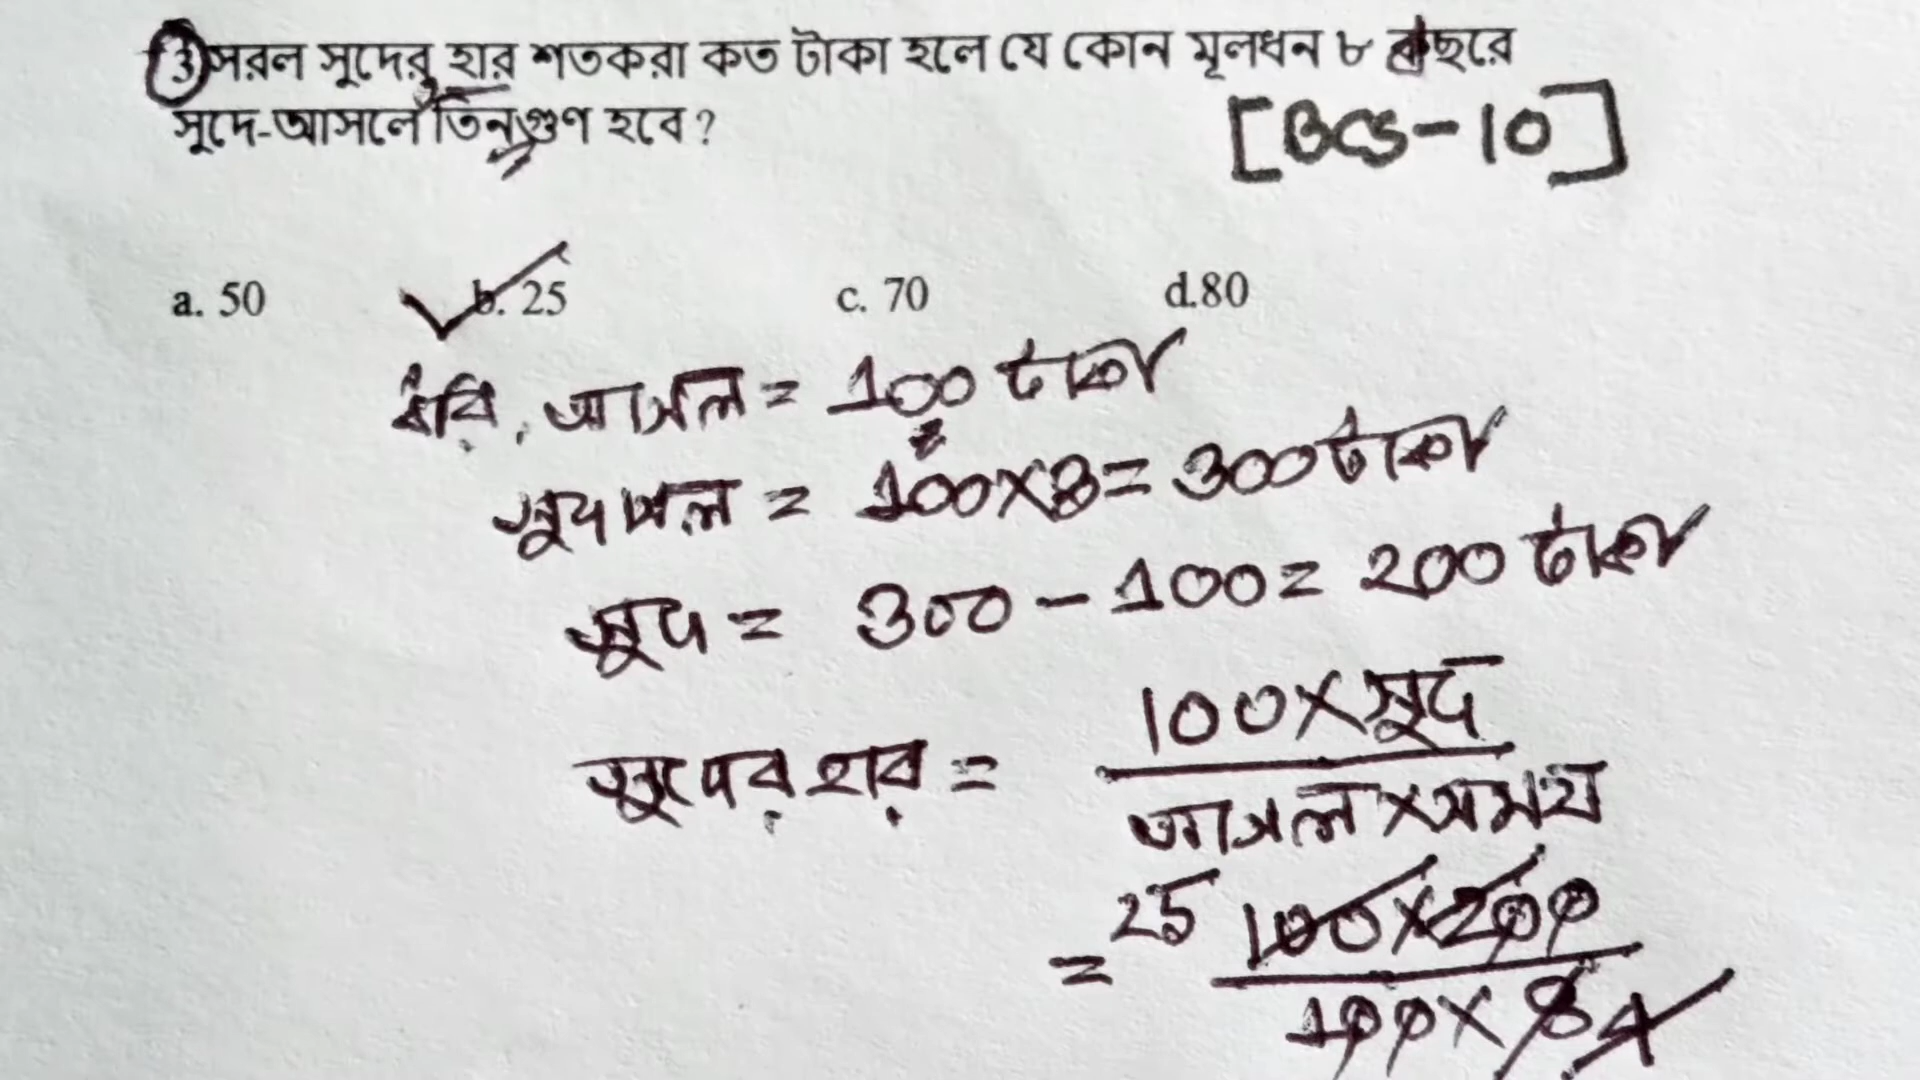 3 সরল সুদের হার শতকরা কত টাকা হলে যে কোন মূলধন ৮ বছরে
সুদে-আসলে তিনগুণ হবে?
[BCS-10]
a. 50 b. 25 c. 70 d.80
ধরি, আসল = 100 টাকা
সুদাসল = 100×3= 300 টাকা
সুদ = 300 - 100 = 200 টাকা
সুদের হার = 100×সুদ
আসল×সময়
= 25 100×200
100×8 4